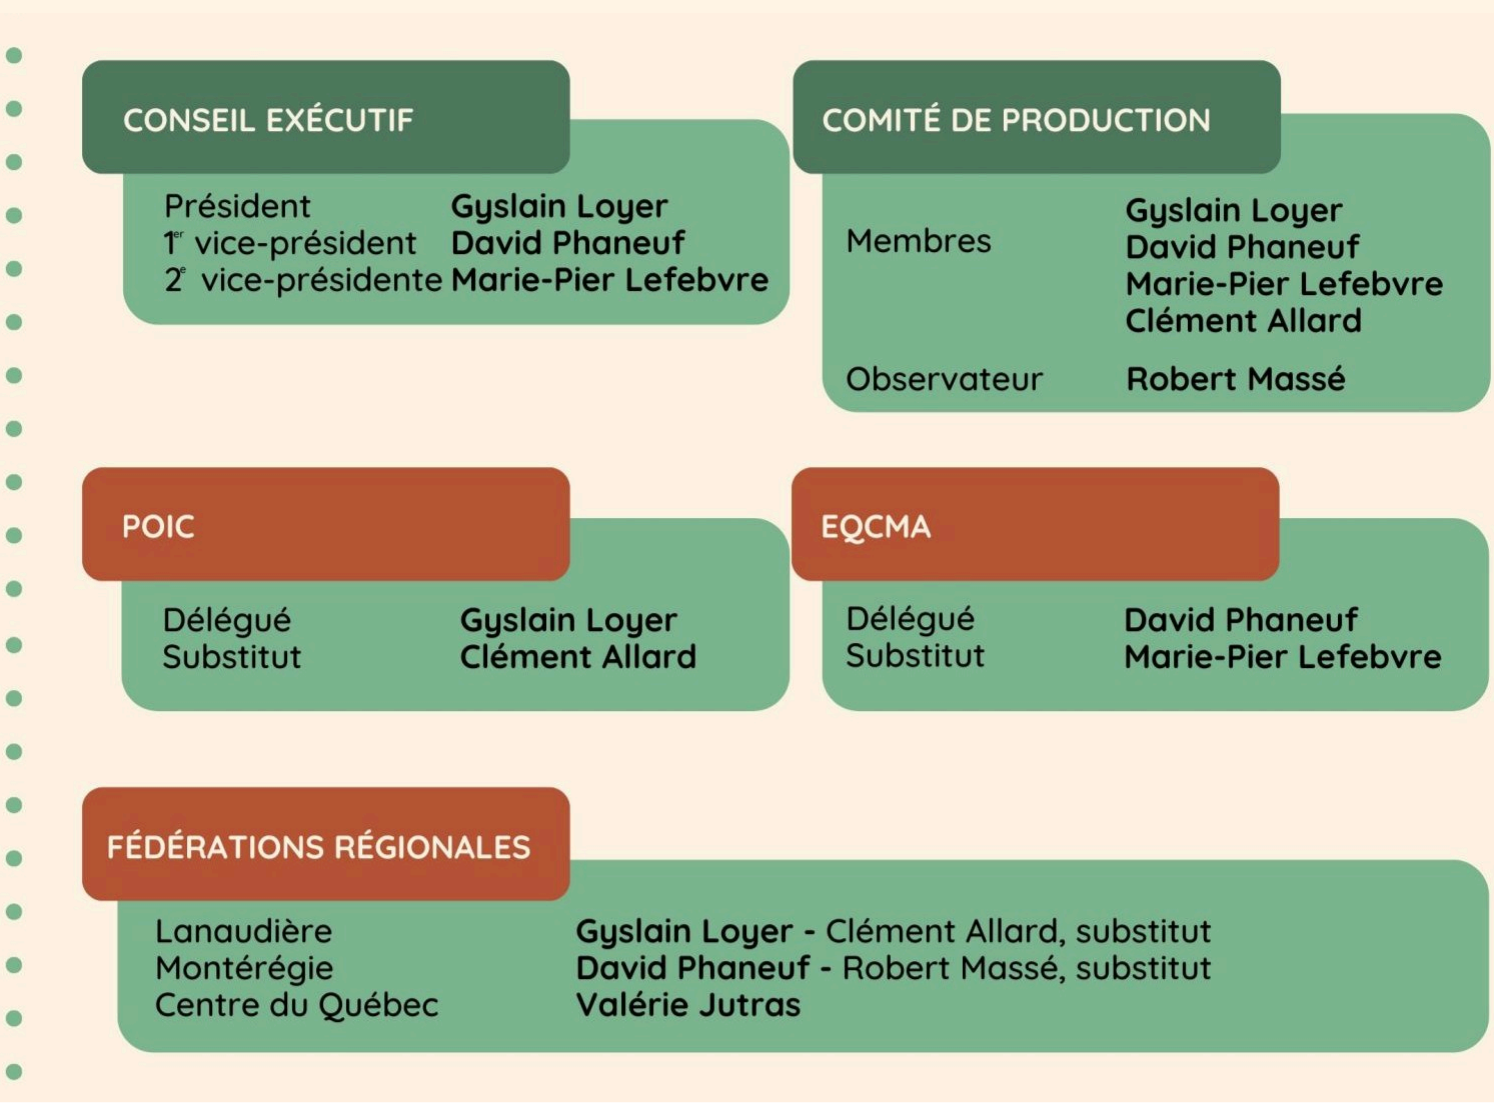 CONSEIL EXÉCUTIF
Président Gyslain Loyer
1er vice-président David Phaneuf
2e vice-présidente Marie-Pier Lefebvre
COMITÉ DE PRODUCTION
Membres
Gyslain Loyer
David Phaneuf
Marie-Pier Lefebvre
Clément Allard
Observateur Robert Massé
POIC
Délégué Gyslain Loyer
Substitut Clément Allard
EQCMA
Délégué David Phaneuf
Substitut Marie-Pier Lefebvre
FÉDÉRATIONS RÉGIONALES
Lanaudière Gyslain Loyer - Clément Allard, substitut
Montérégie David Phaneuf - Robert Massé, substitut
Centre du Québec Valérie Jutras